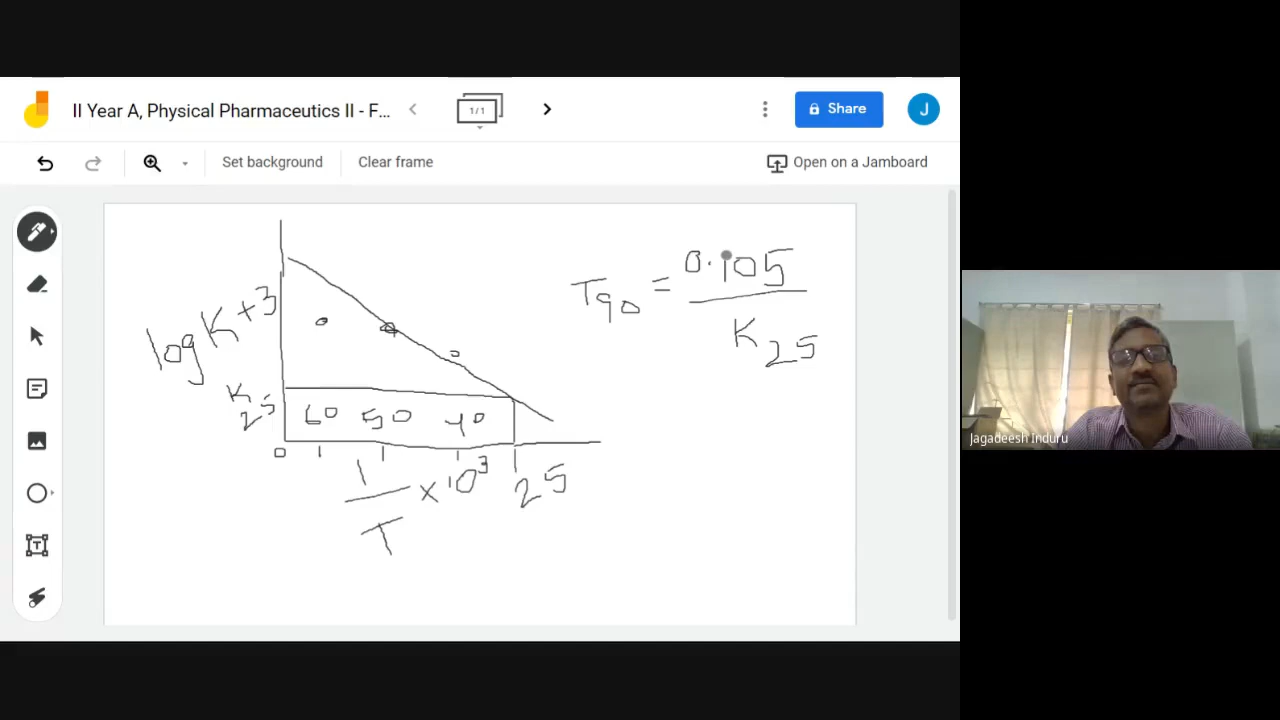 II Year A, Physical Pharmaceutics II - F...
1/1
Share
J
Set background
Clear frame
Open on a Jamboard
log K + 3
K 25
60 50 40
0
1/T × 10³
25
T90 = 0.105 / K25
Jagadeesh Induru